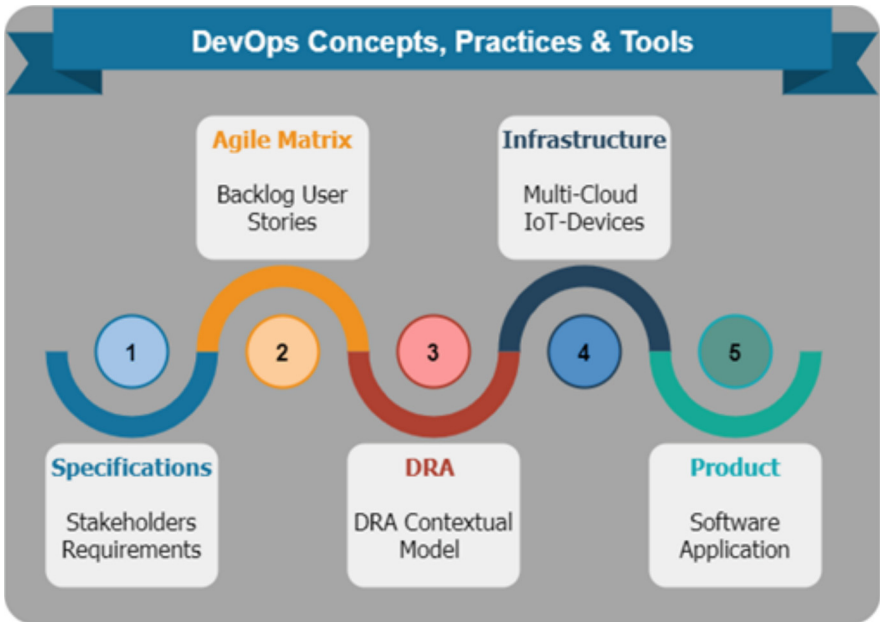 DevOps Concepts, Practices & Tools
Agile Matrix
Backlog User
Stories
Infrastructure
Multi-Cloud
IoT-Devices
1
2
3
4
5
Specifications
Stakeholders
Requirements
DRA
DRA Contextual
Model
Product
Software
Application